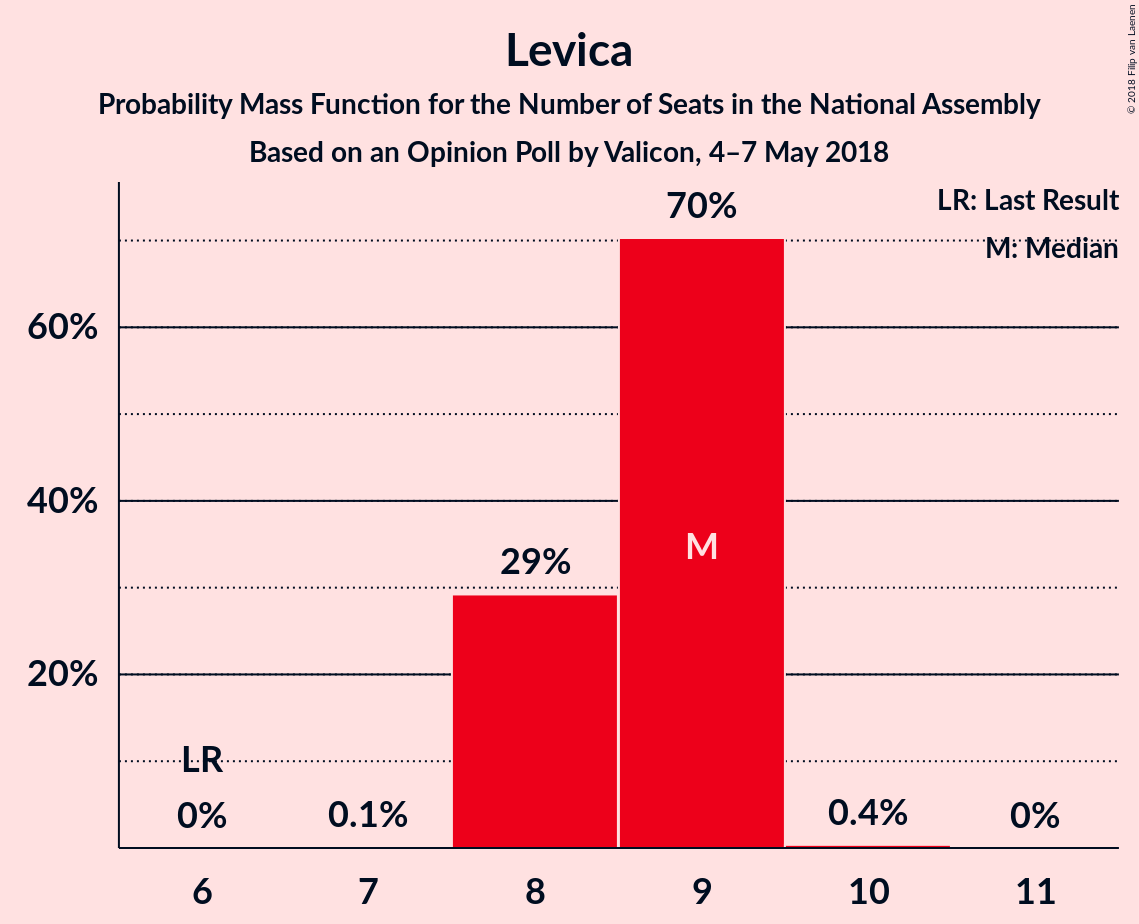 Levica
Probability Mass Function for the Number of Seats in the National Assembly
Based on an Opinion Poll by Valicon, 4–7 May 2018
© 2018 Filip van Laenen
LR: Last Result
M: Median
70%
60%
40%
29%
M
20%
LR
0%
0.1%
0.4%
0%
6 7 8 9 10 11